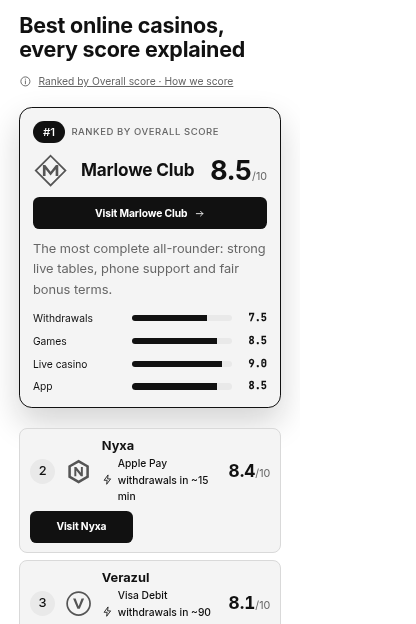 Best online casinos,
every score explained
Ranked by Overall score · How we score
#1 RANKED BY OVERALL SCORE
M Marlowe Club 8.5/10
Visit Marlowe Club →
The most complete all-rounder: strong
live tables, phone support and fair
bonus terms.
Withdrawals 7.5
Games 8.5
Live casino 9.0
App 8.5
Nyxa
Apple Pay
2 N withdrawals in ~15 8.4/10
min
Visit Nyxa
Verazul
Visa Debit
3 V withdrawals in ~90 8.1/10